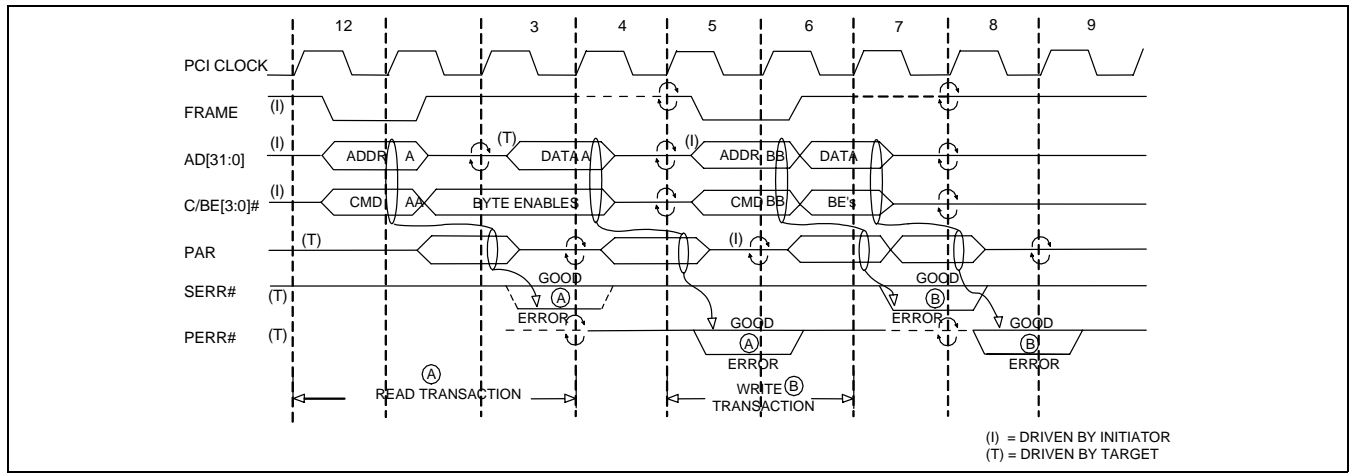 12 3 4 5 6 7 8 9
PCI CLOCK
FRAME (I)
AD[31:0] (I) ADDR A (T) DATA A (I) ADDR BB DATA
C/BE[3:0]# (I) CMD AA BYTE ENABLES CMD BB BE's
PAR (T) (I)
SERR# (T) GOOD A ERROR GOOD B ERROR
PERR# (T) GOOD A ERROR GOOD B ERROR
A
READ TRANSACTION
WRITE B
TRANSACTION
(I) = DRIVEN BY INITIATOR
(T) = DRIVEN BY TARGET